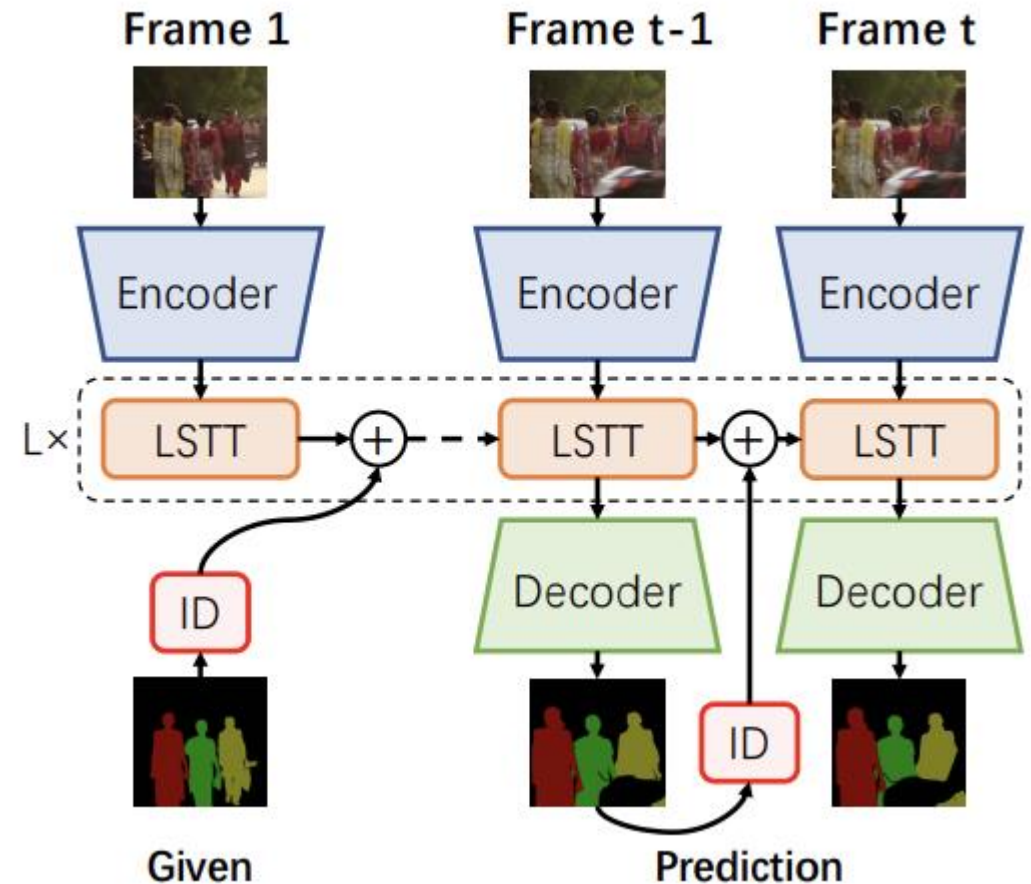 Frame 1 Frame t-1 Frame t
Encoder Encoder Encoder
L× LSTT + LSTT + LSTT
Decoder Decoder
ID
ID
Given Prediction